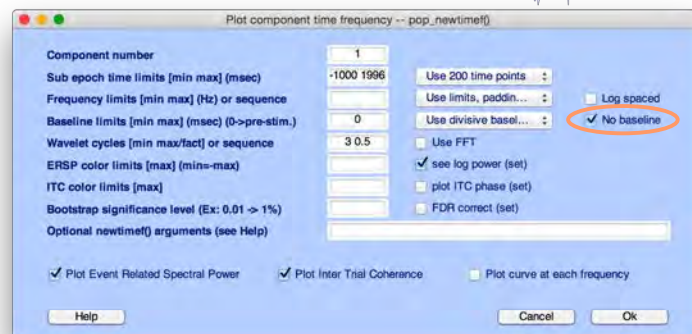 Plot component time frequency -- pop_newtimef()
Component number 1
Sub epoch time limits [min max] (msec) -1000 1996 Use 200 time points
Frequency limits [min max] (Hz) or sequence Use limits, paddin... Log spaced
Baseline limits [min max] (msec) (0->pre-stim.) 0 Use divisive basel... No baseline
Wavelet cycles [min max/fact] or sequence 3 0.5 Use FFT
ERSP color limits [max] (min=-max) see log power (set)
ITC color limits [max] plot ITC phase (set)
Bootstrap significance level (Ex: 0.01 -> 1%) FDR correct (set)
Optional newtimef() arguments (see Help)
Plot Event Related Spectral Power Plot Inter Trial Coherence Plot curve at each frequency
Help Cancel Ok